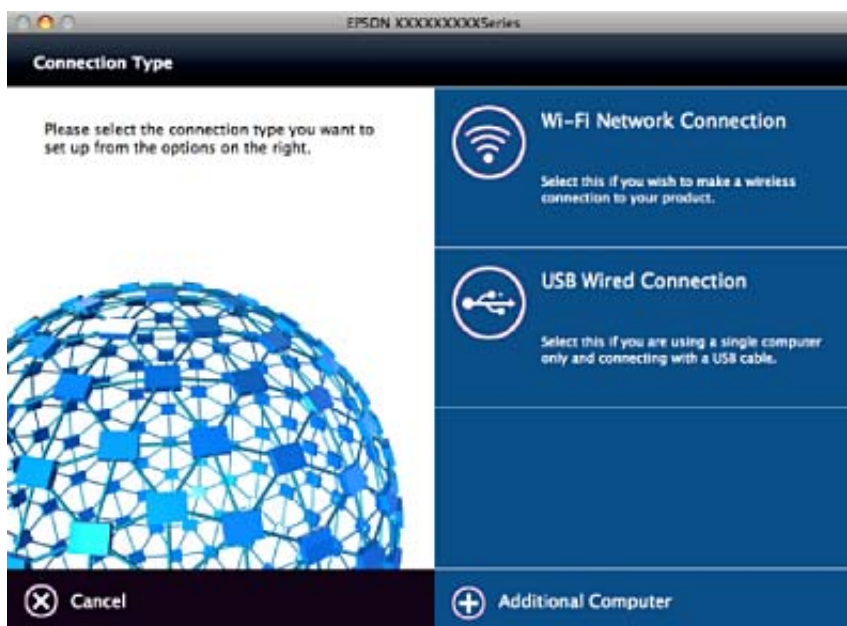 EPSON XXXXXXXXXSeries
Connection Type
Please select the connection type you want to
set up from the options on the right.
Wi-Fi Network Connection
Select this if you wish to make a wireless
connection to your product.
USB Wired Connection
Select this if you are using a single computer
only and connecting with a USB cable.
Cancel
Additional Computer